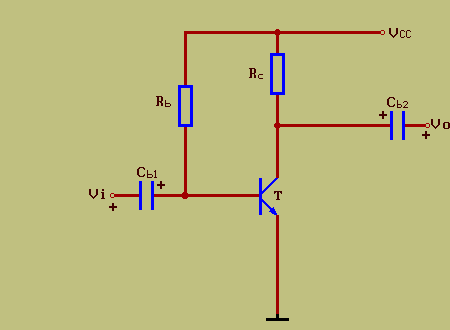 Vcc
Rc
Rb
Cb2
+
Vo
+
Cb1
+
Vi
+
T